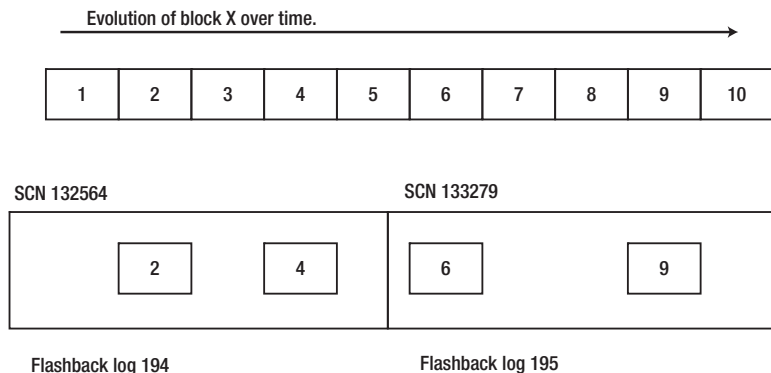 Evolution of block X over time.
1 2 3 4 5 6 7 8 9 10
SCN 132564 SCN 133279
2 4 6 9
Flashback log 194 Flashback log 195